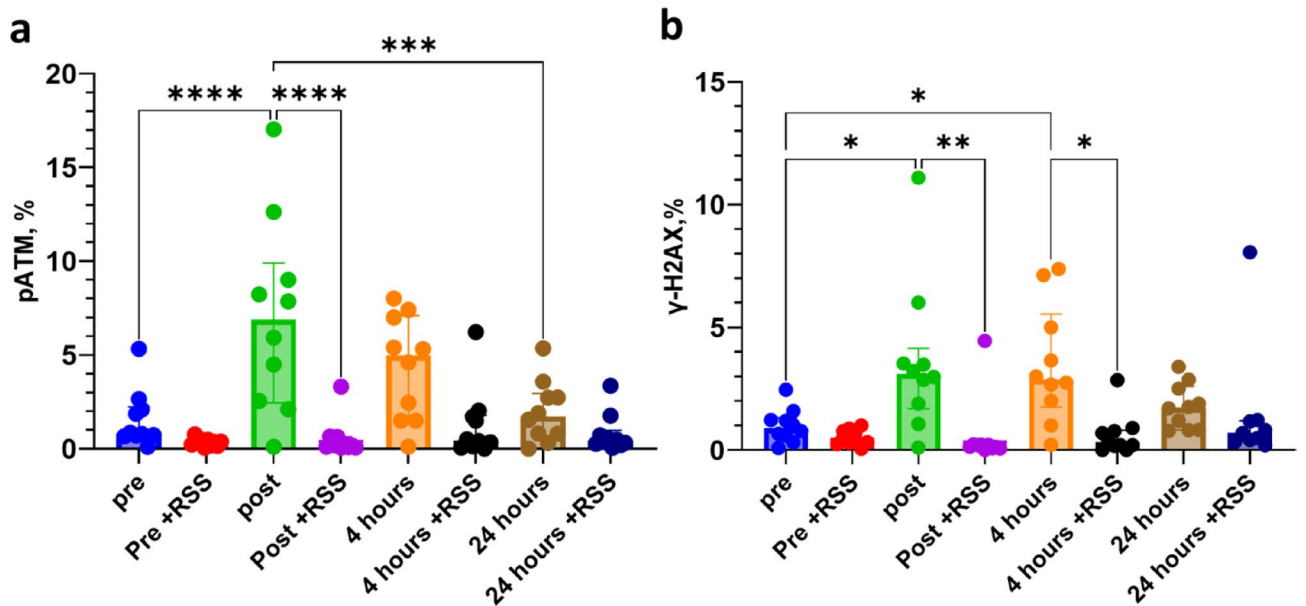 a
***
**** ****
20
15
10
5
0
pATM, %
pre
Pre +RSS
post
Post +RSS
4 hours
4 hours +RSS
24 hours
24 hours +RSS
b
*
* ** *
15
10
5
0
γ-H2AX,%
pre
Pre +RSS
post
Post +RSS
4 hours
4 hours +RSS
24 hours
24 hours +RSS